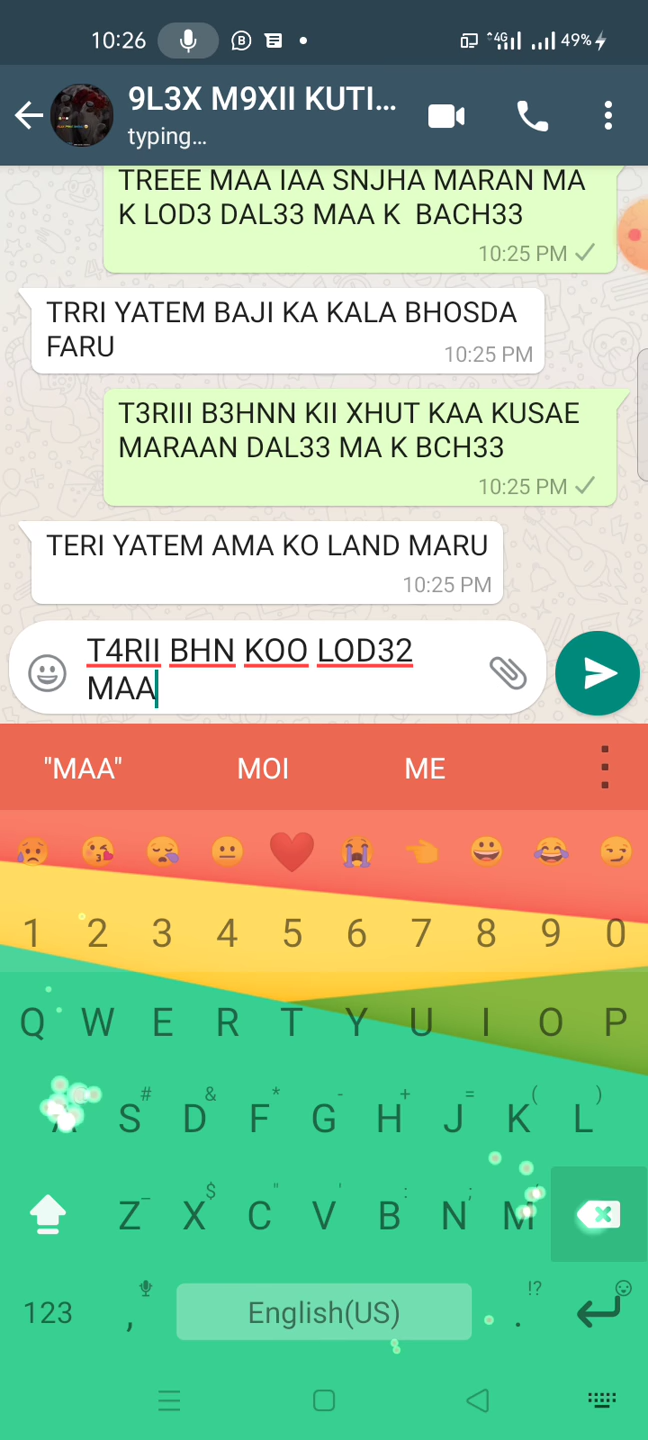 10:26
4G
49%
9L3X M9XII KUTI...
typing...
TREEE MAA IAA SNJHA MARAN MA
K LOD3 DAL33 MAA K BACH33
10:25 PM
TRRI YATEM BAJI KA KALA BHOSDA
FARU
10:25 PM
T3RIII B3HNN KII XHUT KAA KUSAE
MARAAN DAL33 MA K BCH33
10:25 PM
TERI YATEM AMA KO LAND MARU
10:25 PM
T4RII BHN KOO LOD32
MAA
"MAA" MOI ME
1 2 3 4 5 6 7 8 9 0
Q W E R T Y U I O P
# & * - + = ( )
A S D F G H J K L
_ $ " ' : ; /
Z X C V B N M
123 , English(US) . !?